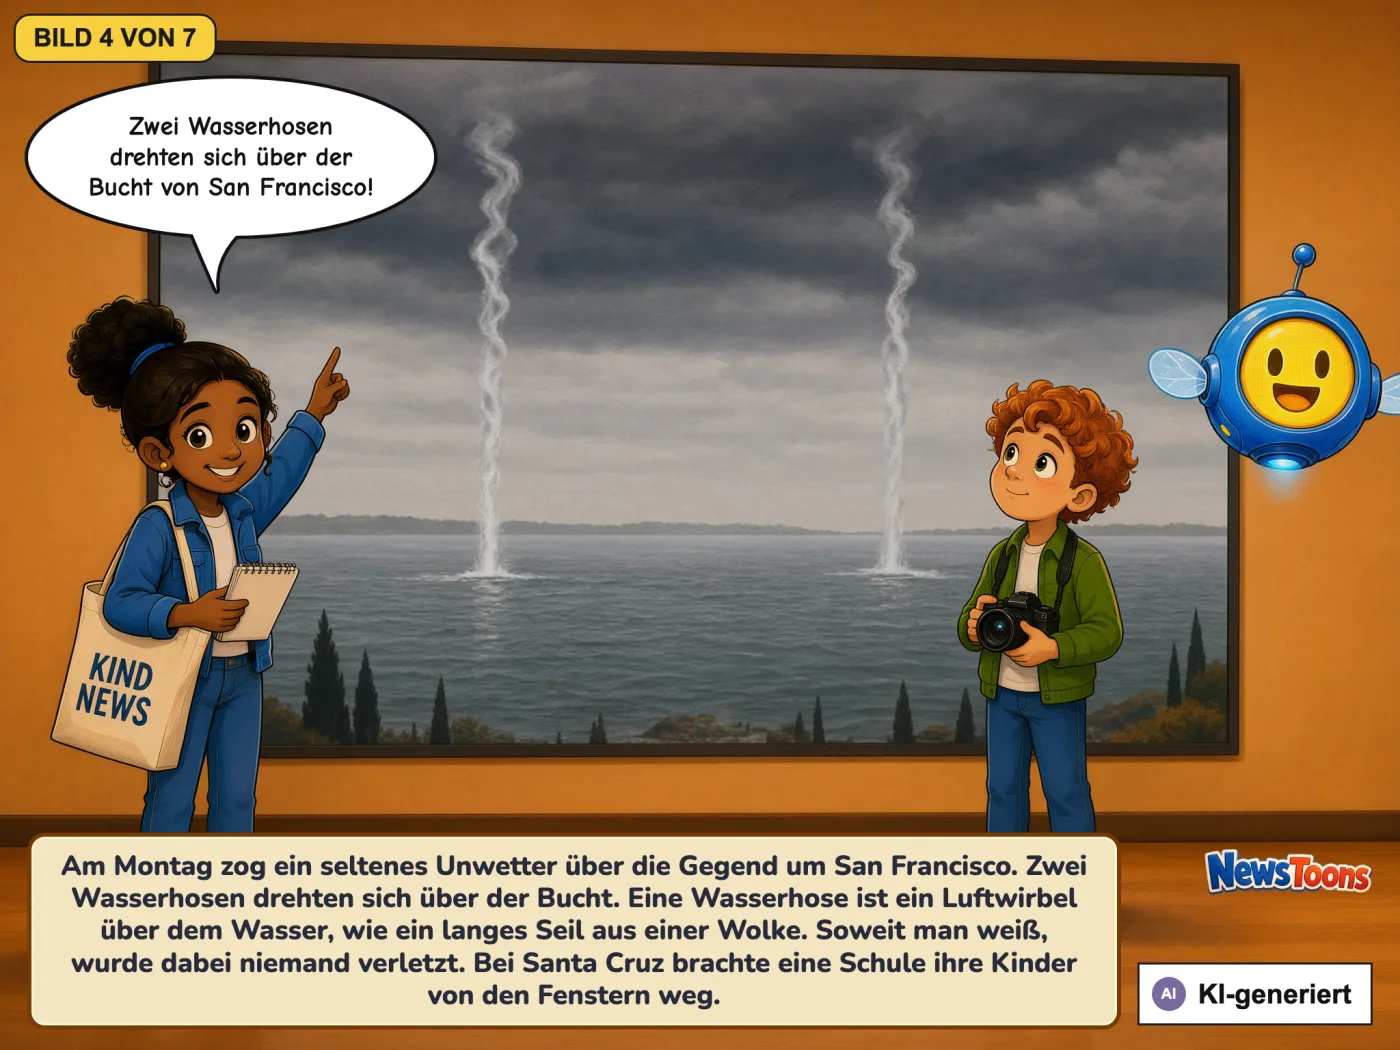 BILD 4 VON 7
Zwei Wasserhosen
drehten sich über der
Bucht von San Francisco!
KIND
NEWS
Am Montag zog ein seltenes Unwetter über die Gegend um San Francisco. Zwei
Wasserhosen drehten sich über der Bucht. Eine Wasserhose ist ein Luftwirbel
über dem Wasser, wie ein langes Seil aus einer Wolke. Soweit man weiß,
wurde dabei niemand verletzt. Bei Santa Cruz brachte eine Schule ihre Kinder
von den Fenstern weg.
NEWSTOONS
AI KI-generiert